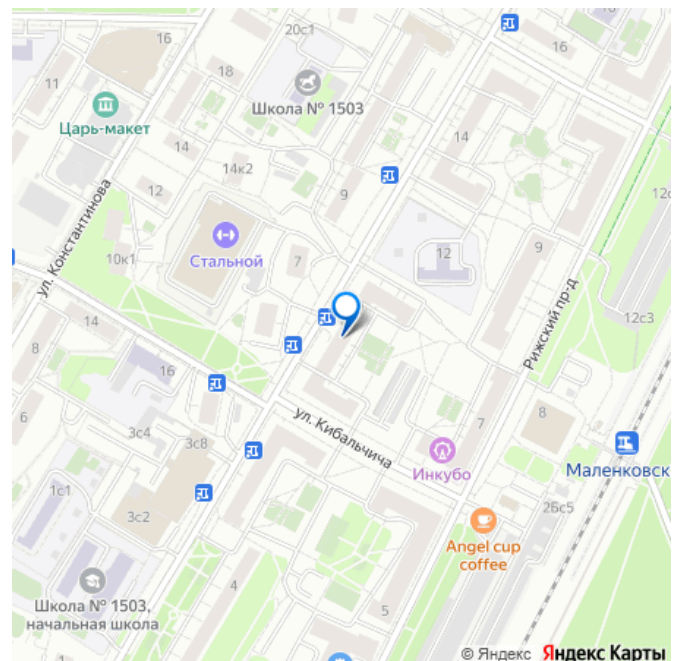 20с1
16
16
18
11
Школа № 1503
Царь-макет
14
14
14к2
12
9
12с
ул. Константинова
10к1
Стальной
7
12
9
Рижский пр-д
12с3
14
8
16
ул. Кибальчича
7
8
6
3с4
3с8
Инкубо
Маленковск
1с1
3с2
26с5
Angel cup
coffee
4
5
Школа № 1503,
начальная школа
© Яндекс Яндекс Карты